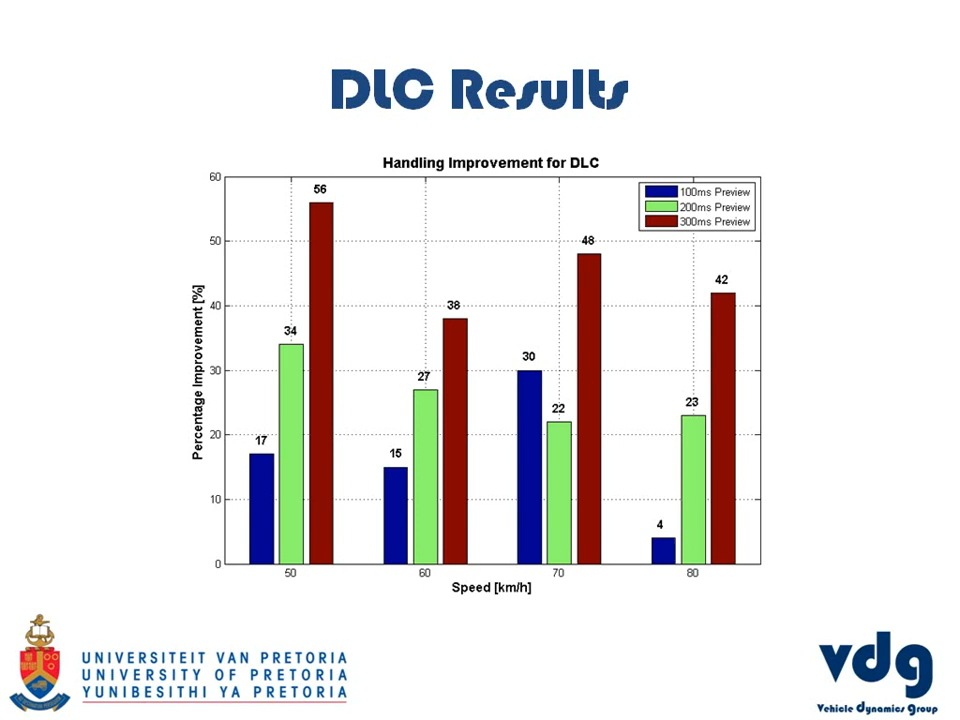 DLC Results
Handling Improvement for DLC
100ms Preview
200ms Preview
300ms Preview
Percentage Improvement [%]
60
50
40
30
20
10
0
17
34
56
15
27
38
30
22
48
4
23
42
50
60
70
80
Speed [km/h]
UNIVERSITEIT VAN PRETORIA
UNIVERSITY OF PRETORIA
YUNIBESITHI YA PRETORIA
vdg
Vehicle dynamics Group